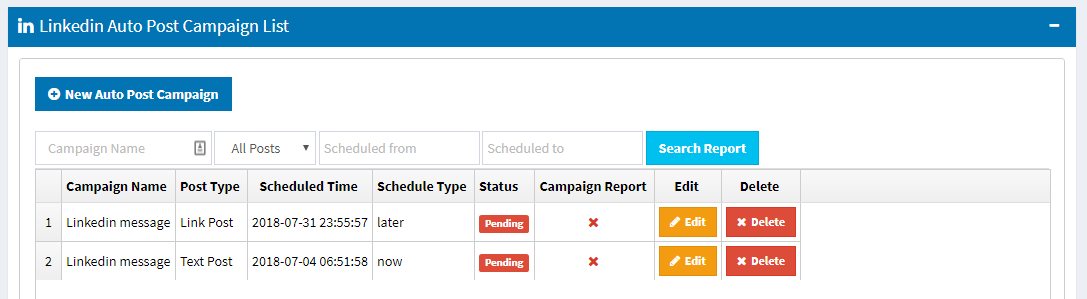 in Linkedin Auto Post Campaign List
New Auto Post Campaign
Campaign Name All Posts Scheduled from Scheduled to Search Report
Campaign Name Post Type Scheduled Time Schedule Type Status Campaign Report Edit Delete
1 Linkedin message Link Post 2018-07-31 23:55:57 later Pending Edit Delete
2 Linkedin message Text Post 2018-07-04 06:51:58 now Pending Edit Delete